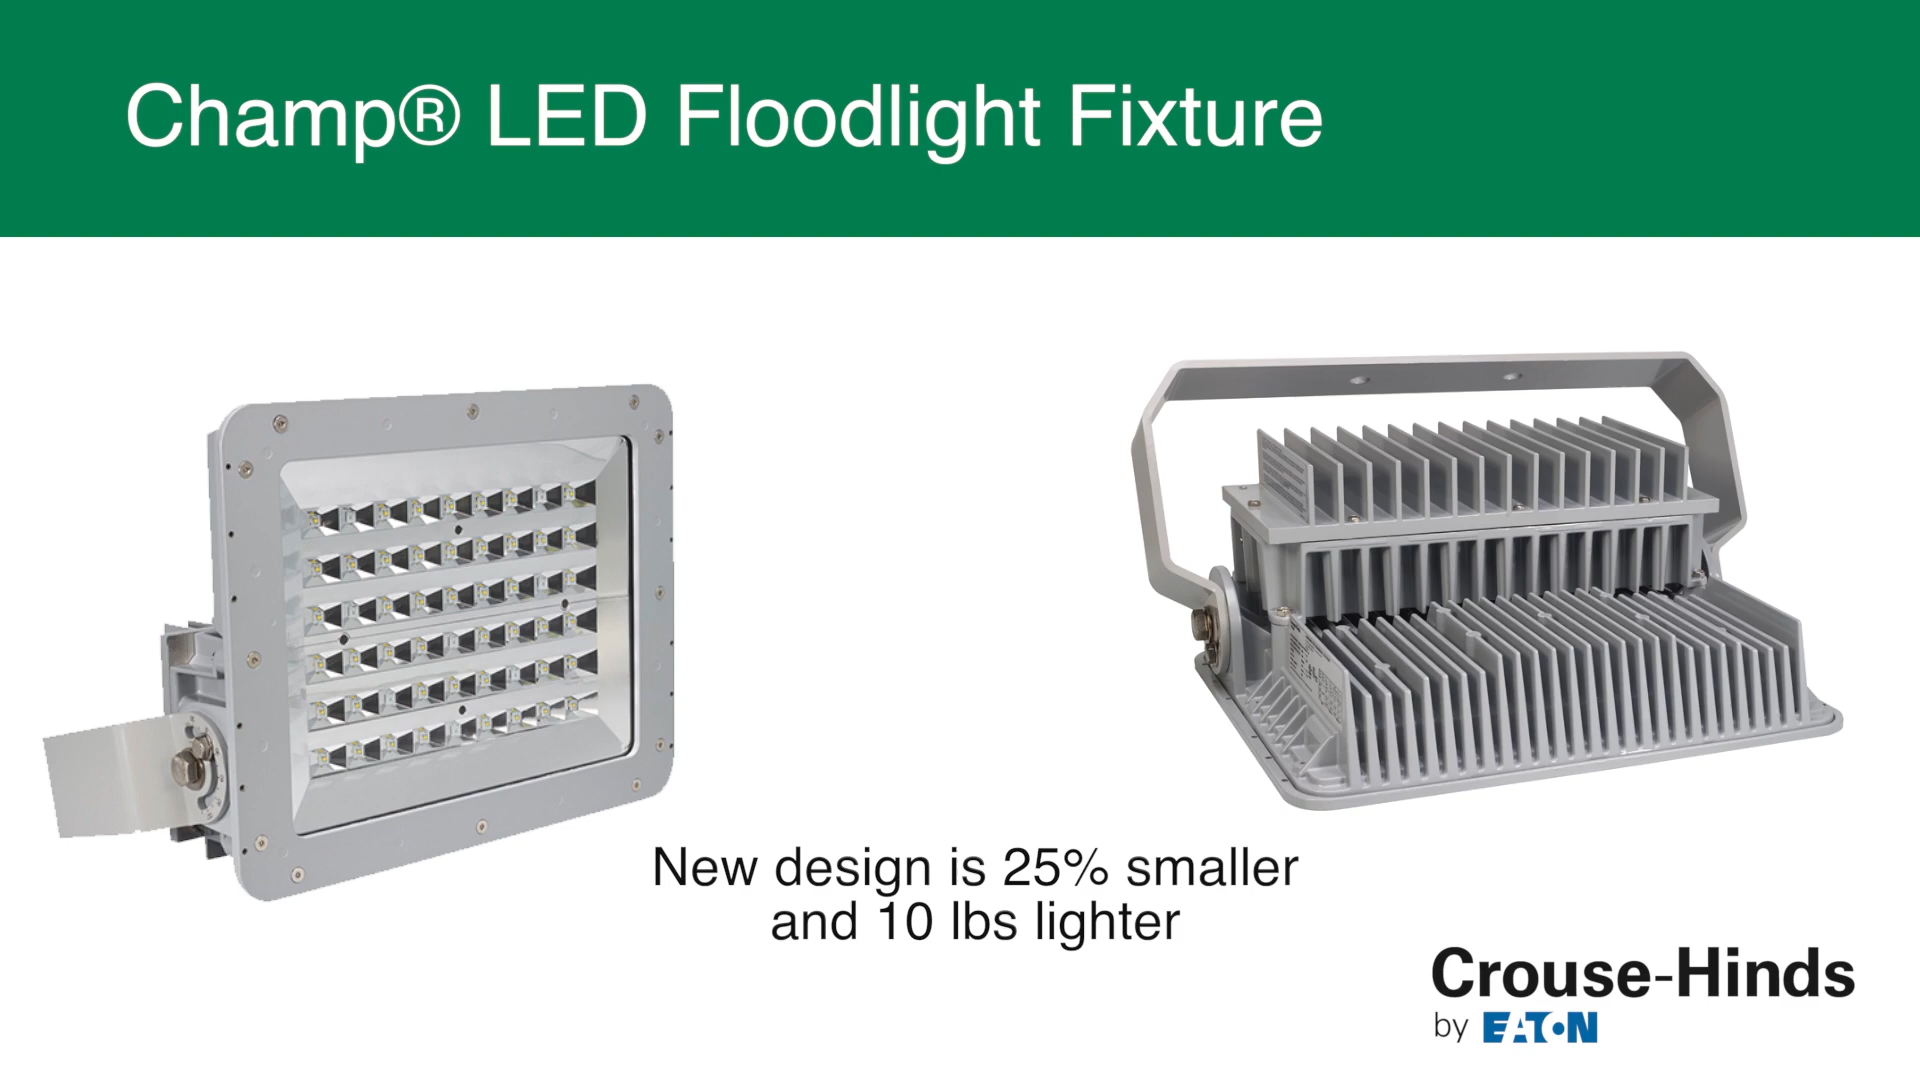 Champ® LED Floodlight Fixture
New design is 25% smaller
and 10 lbs lighter
Crouse-Hinds
by EATON